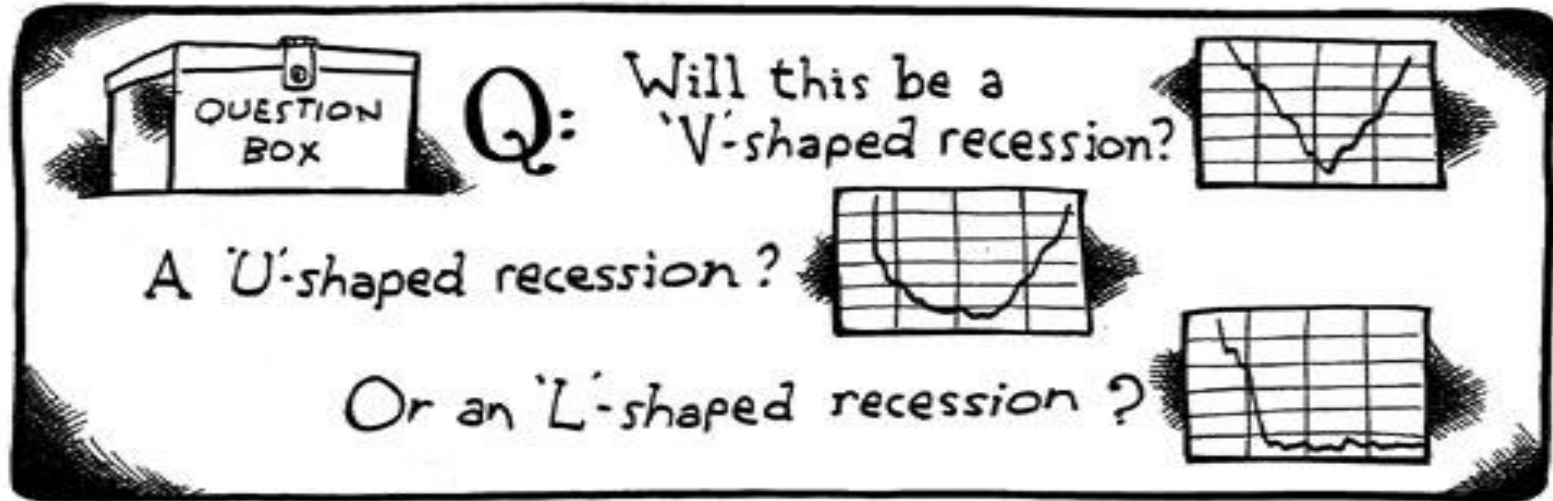 QUESTION
BOX
Q: Will this be a
'V'-shaped recession?
A 'U'-shaped recession?
Or an 'L'-shaped recession?